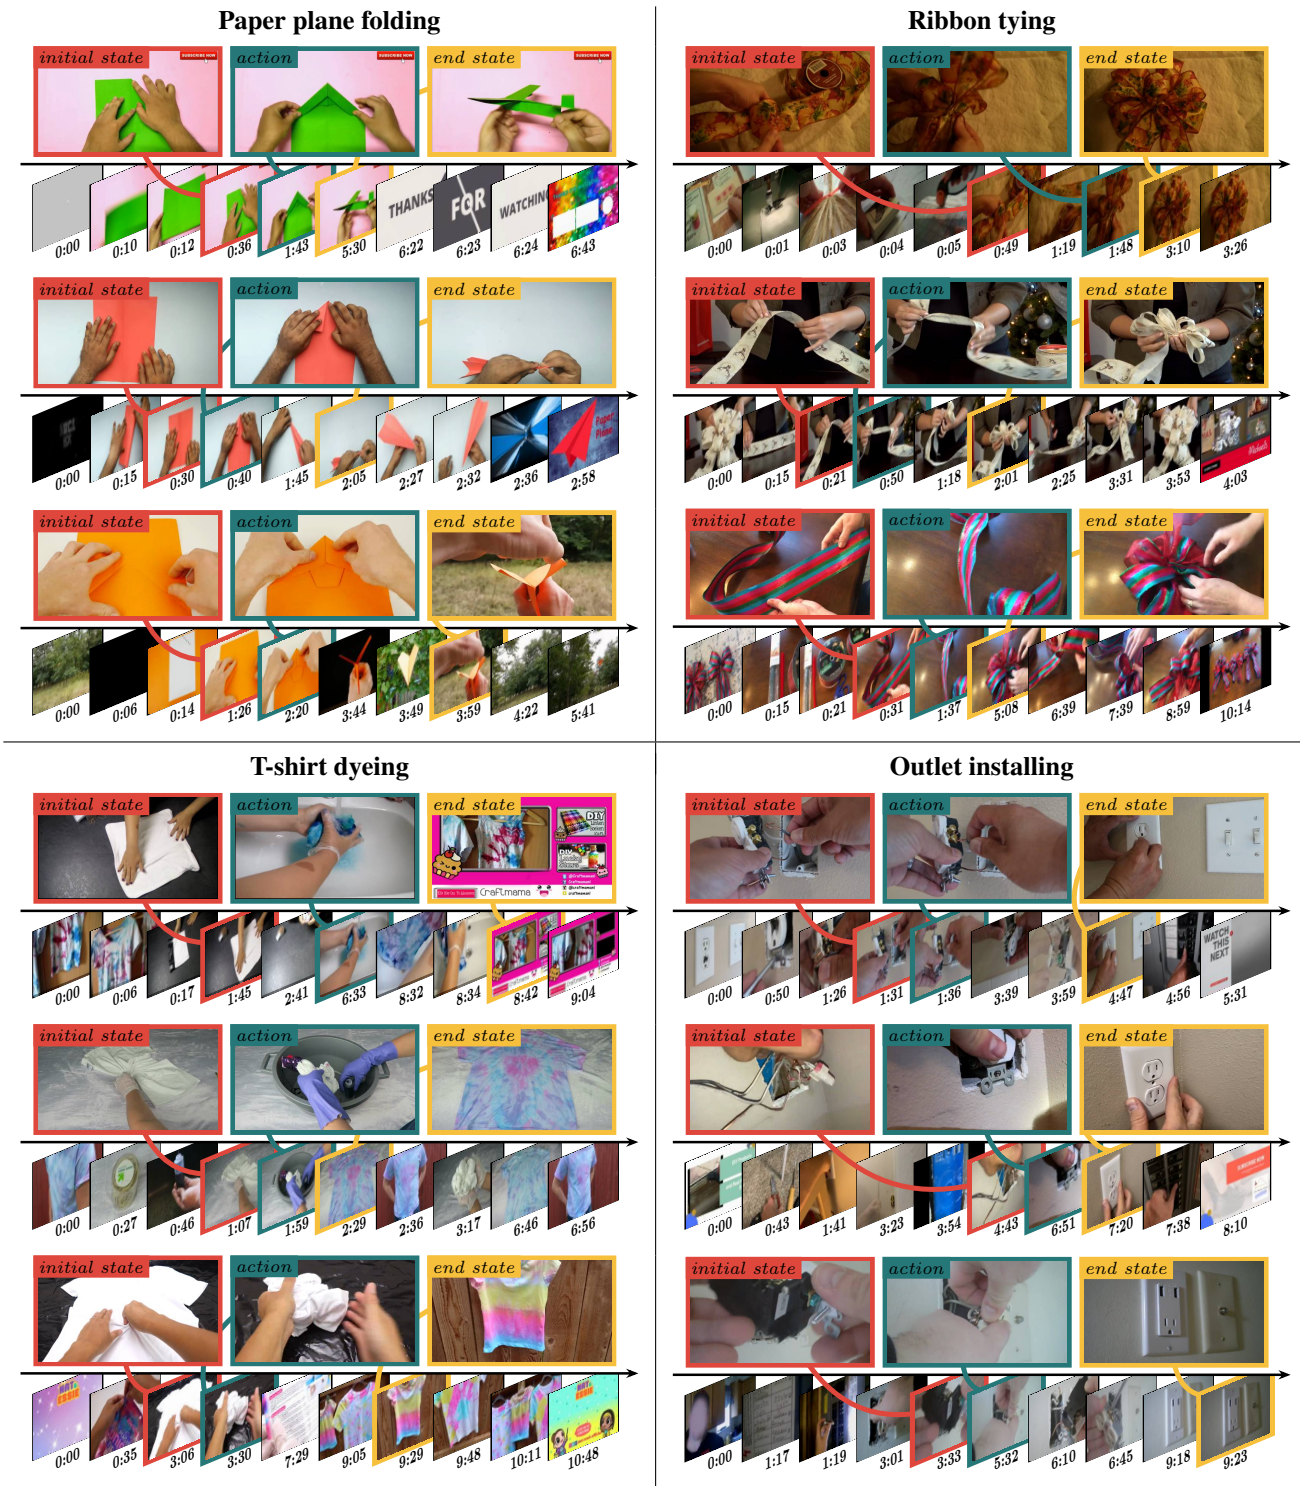 Paper plane folding
initial state
SUBSCRIBE NOW
action
SUBSCRIBE NOW
end state
SUBSCRIBE NOW
THANKS
FOR
WATCHING
0:00 0:10 0:12 0:36 1:43 5:30 6:22 6:23 6:24 6:43
initial state
action
end state
Paper
Plane
0:00 0:15 0:30 0:40 1:45 2:05 2:27 2:32 2:36 2:58
initial state
action
end state
0:00 0:06 0:14 1:26 2:20 3:44 3:49 3:59 4:22 5:41
Ribbon tying
initial state
action
end state
0:00 0:01 0:03 0:04 0:05 0:49 1:19 1:48 3:10 3:26
initial state
action
end state
0:00 0:15 0:21 0:50 1:18 2:01 2:25 3:31 3:53 4:03
initial state
action
end state
0:00 0:15 0:21 0:31 1:37 5:08 6:39 7:39 8:59 10:14
T-shirt dyeing
initial state
action
end state
DIY
DIY
Craftmama
0:00 0:06 0:17 1:45 2:41 6:33 8:32 8:34 8:42 9:04
initial state
action
end state
0:00 0:27 0:46 1:07 1:59 2:29 2:36 3:17 6:46 6:56
initial state
action
end state
0:00 0:35 3:06 3:30 7:29 9:05 9:29 9:48 10:11 10:48
Outlet installing
initial state
action
end state
WATCH
THIS
NEXT
0:00 0:50 1:26 1:31 1:36 3:39 3:59 4:47 4:56 5:31
initial state
action
end state
SUBSCRIBE NOW
0:00 0:43 1:41 3:23 3:54 4:43 6:51 7:20 7:38 8:10
initial state
action
end state
0:00 1:17 1:19 3:01 3:33 5:32 6:10 6:45 9:18 9:23